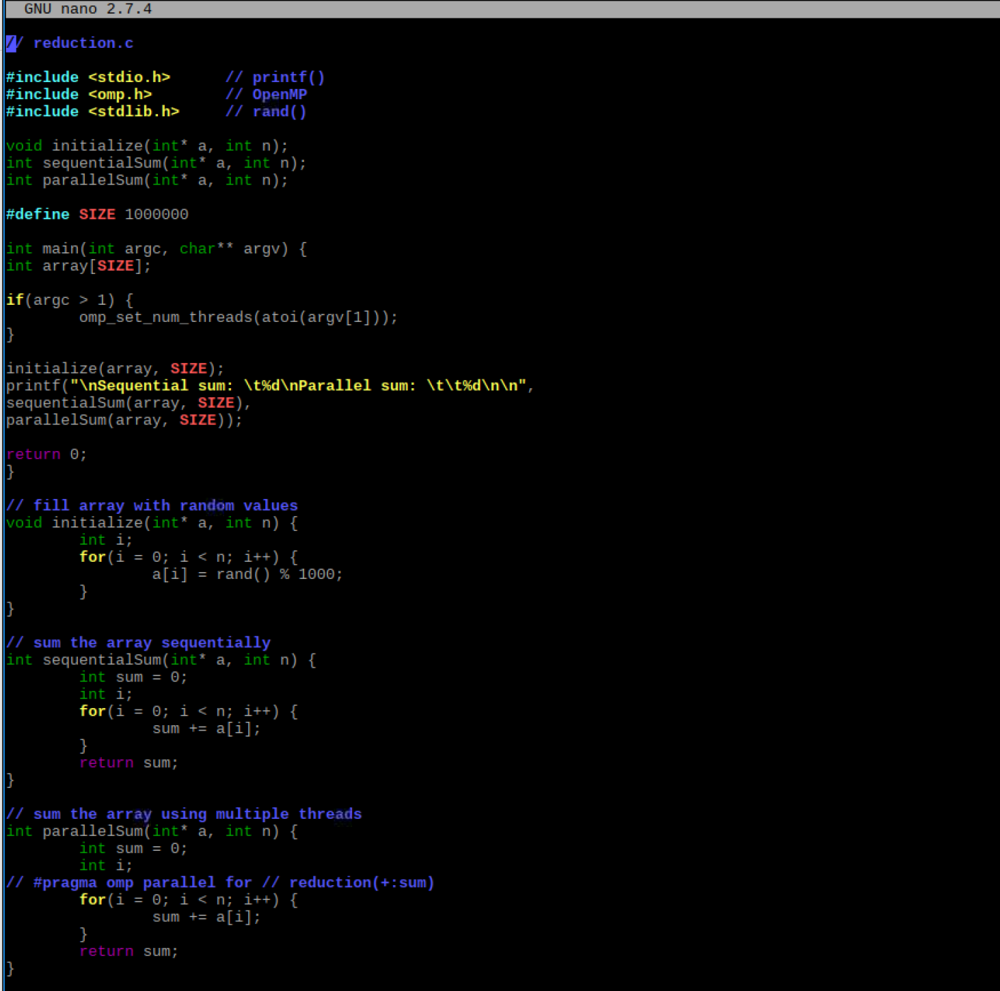 GNU nano 2.7.4
// reduction.c
#include <stdio.h>      // printf()
#include <omp.h>        // OpenMP
#include <stdlib.h>     // rand()
void initialize(int* a, int n);
int sequentialSum(int* a, int n);
int parallelSum(int* a, int n);
#define SIZE 1000000
int main(int argc, char** argv) {
int array[SIZE];
if(argc > 1) {
        omp_set_num_threads(atoi(argv[1]));
}
initialize(array, SIZE);
printf("\nSequential sum: \t%d\nParallel sum: \t\t%d\n\n",
sequentialSum(array, SIZE),
parallelSum(array, SIZE));
return 0;
}
// fill array with random values
void initialize(int* a, int n) {
        int i;
        for(i = 0; i < n; i++) {
                a[i] = rand() % 1000;
        }
}
// sum the array sequentially
int sequentialSum(int* a, int n) {
        int sum = 0;
        int i;
        for(i = 0; i < n; i++) {
                sum += a[i];
        }
        return sum;
}
// sum the array using multiple threads
int parallelSum(int* a, int n) {
        int sum = 0;
        int i;
// #pragma omp parallel for // reduction(+:sum)
        for(i = 0; i < n; i++) {
                sum += a[i];
        }
        return sum;
}